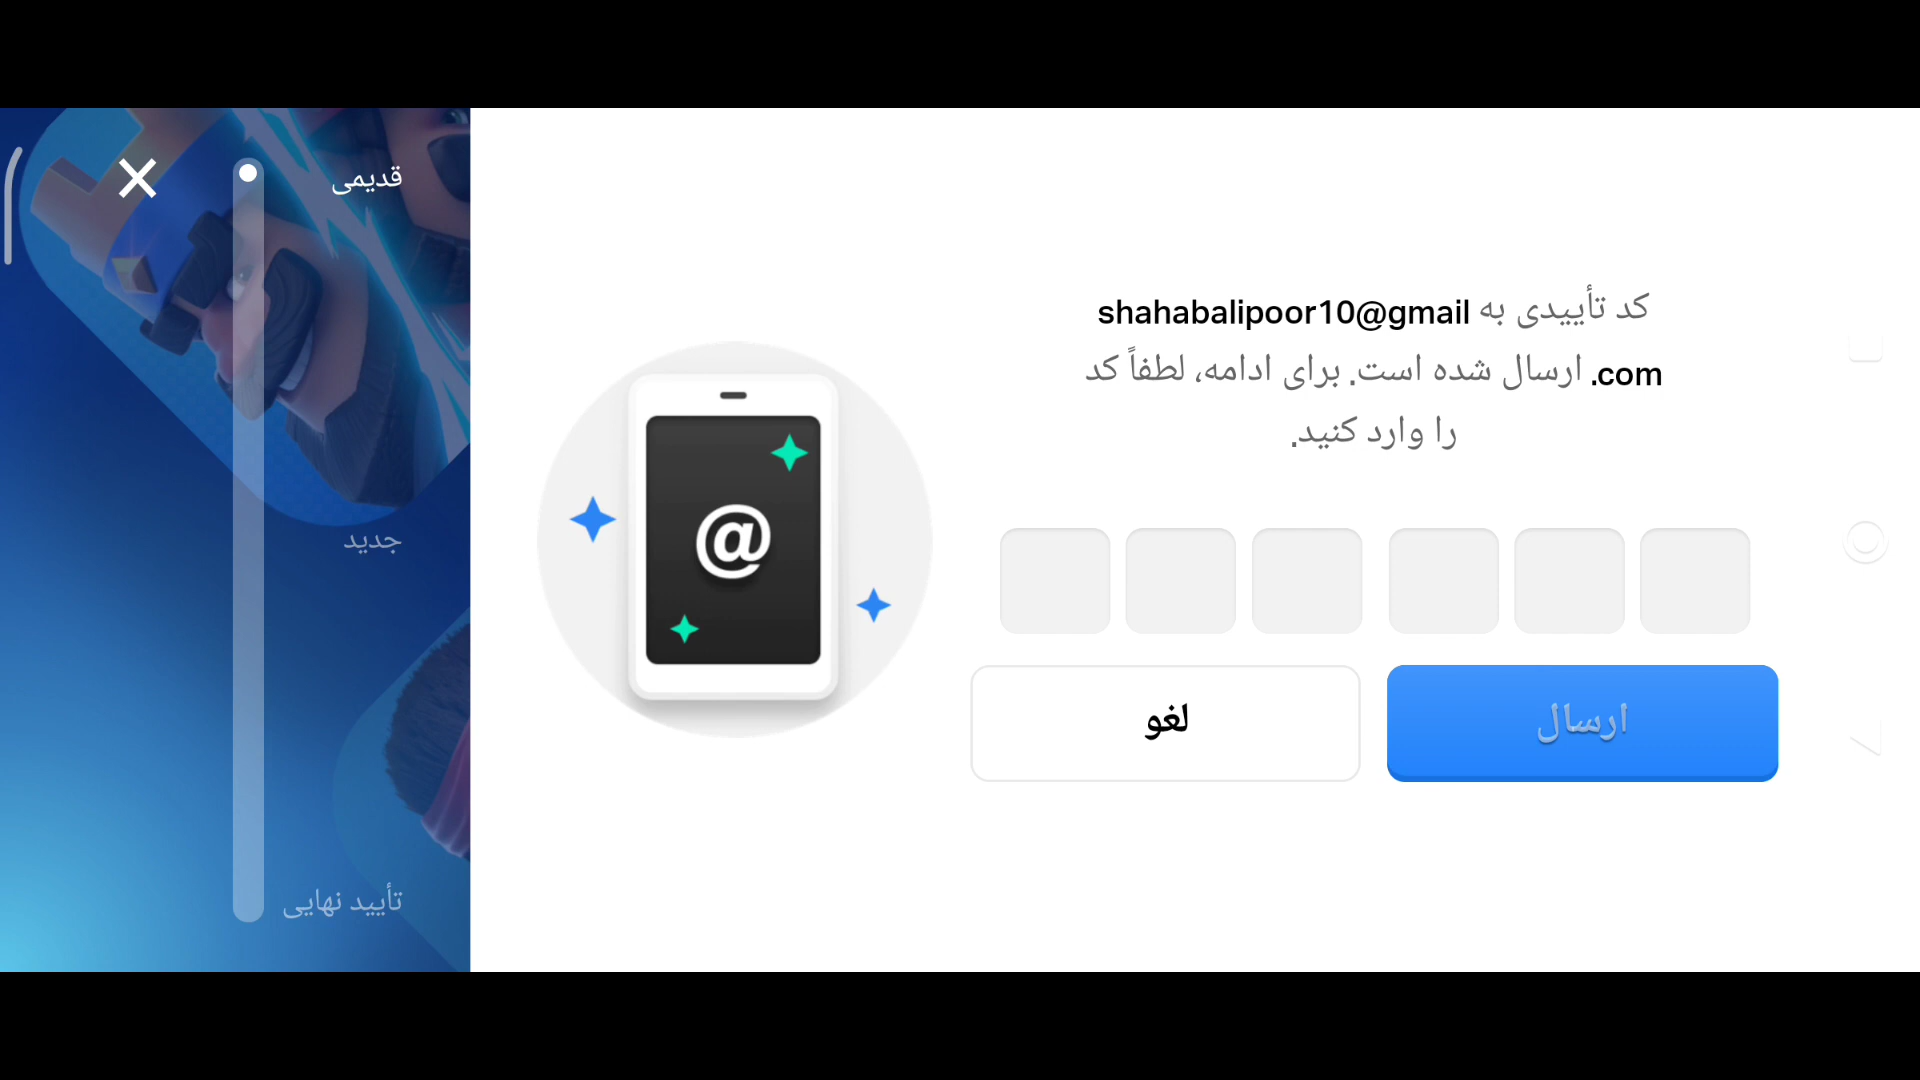 قدیمی
جدید
تأیید نهایی
کد تأییدی به shahabalipoor10@gmail
.com ارسال شده است. برای ادامه، لطفاً کد
را وارد کنید.
@
ارسال
لغو